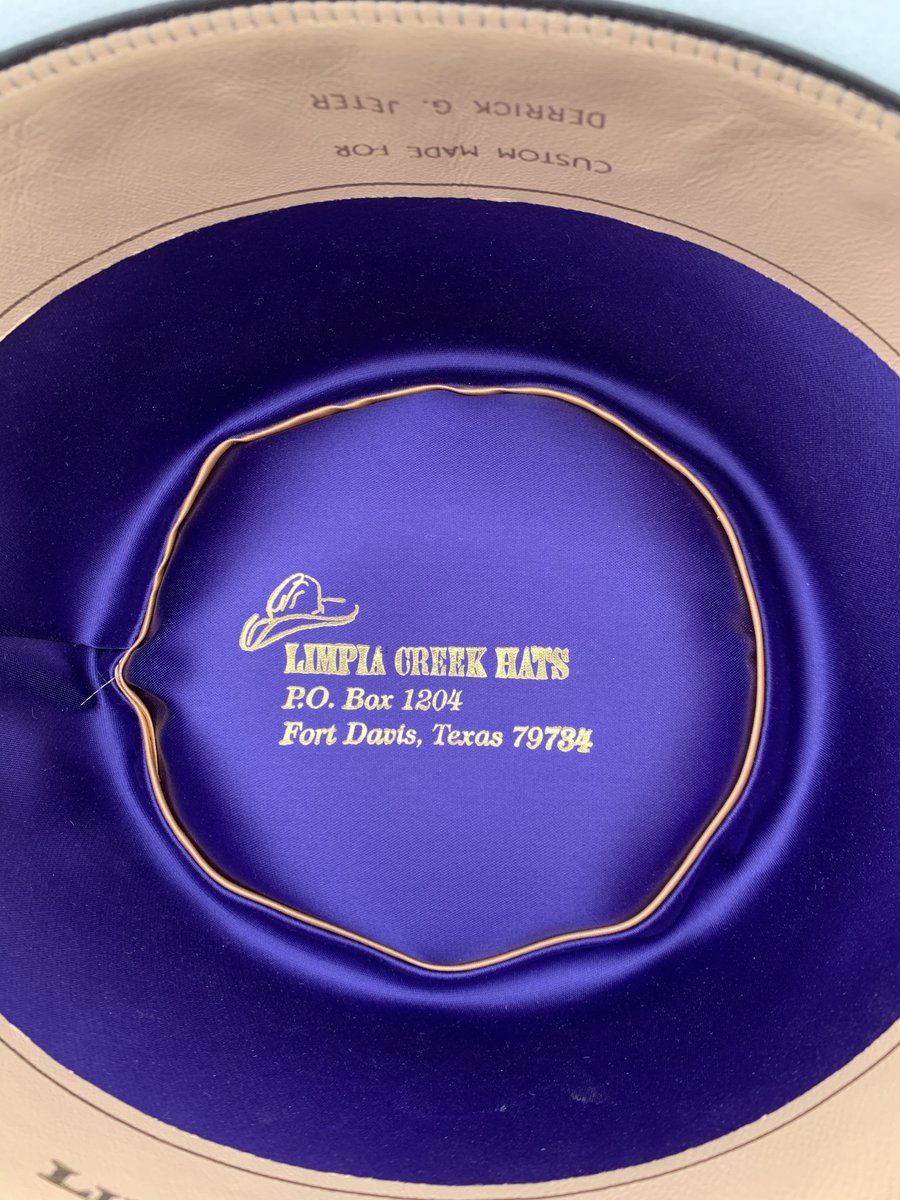 CUSTOM MADE FOR
DERRICK G. JETER
LIMPIA CREEK HATS
P.O. Box 1204
Fort Davis, Texas 79734